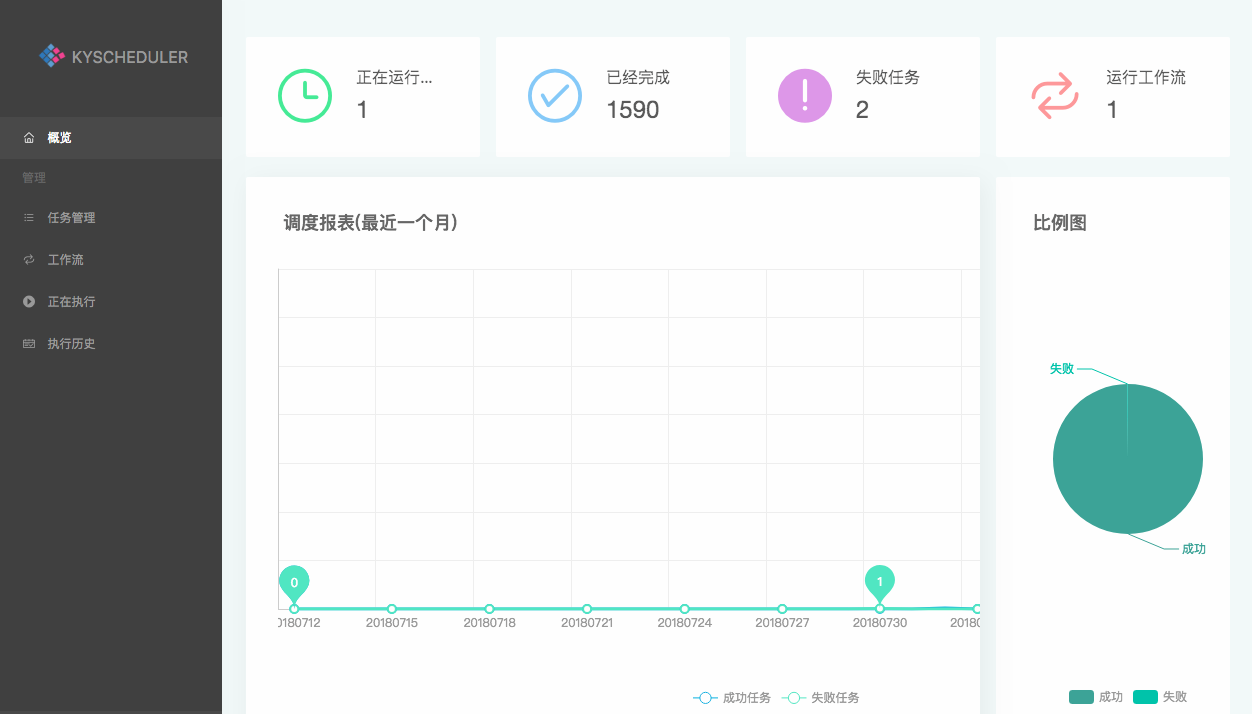 KYSCHEDULER
概览
管理
任务管理
工作流
正在执行
执行历史
正在运行...
1
已经完成
1590
失败任务
2
运行工作流
1
调度报表(最近一个月)
0
1
0180712 20180715 20180718 20180721 20180724 20180727 20180730 20180
成功任务 失败任务
比例图
失败
成功
成功 失败